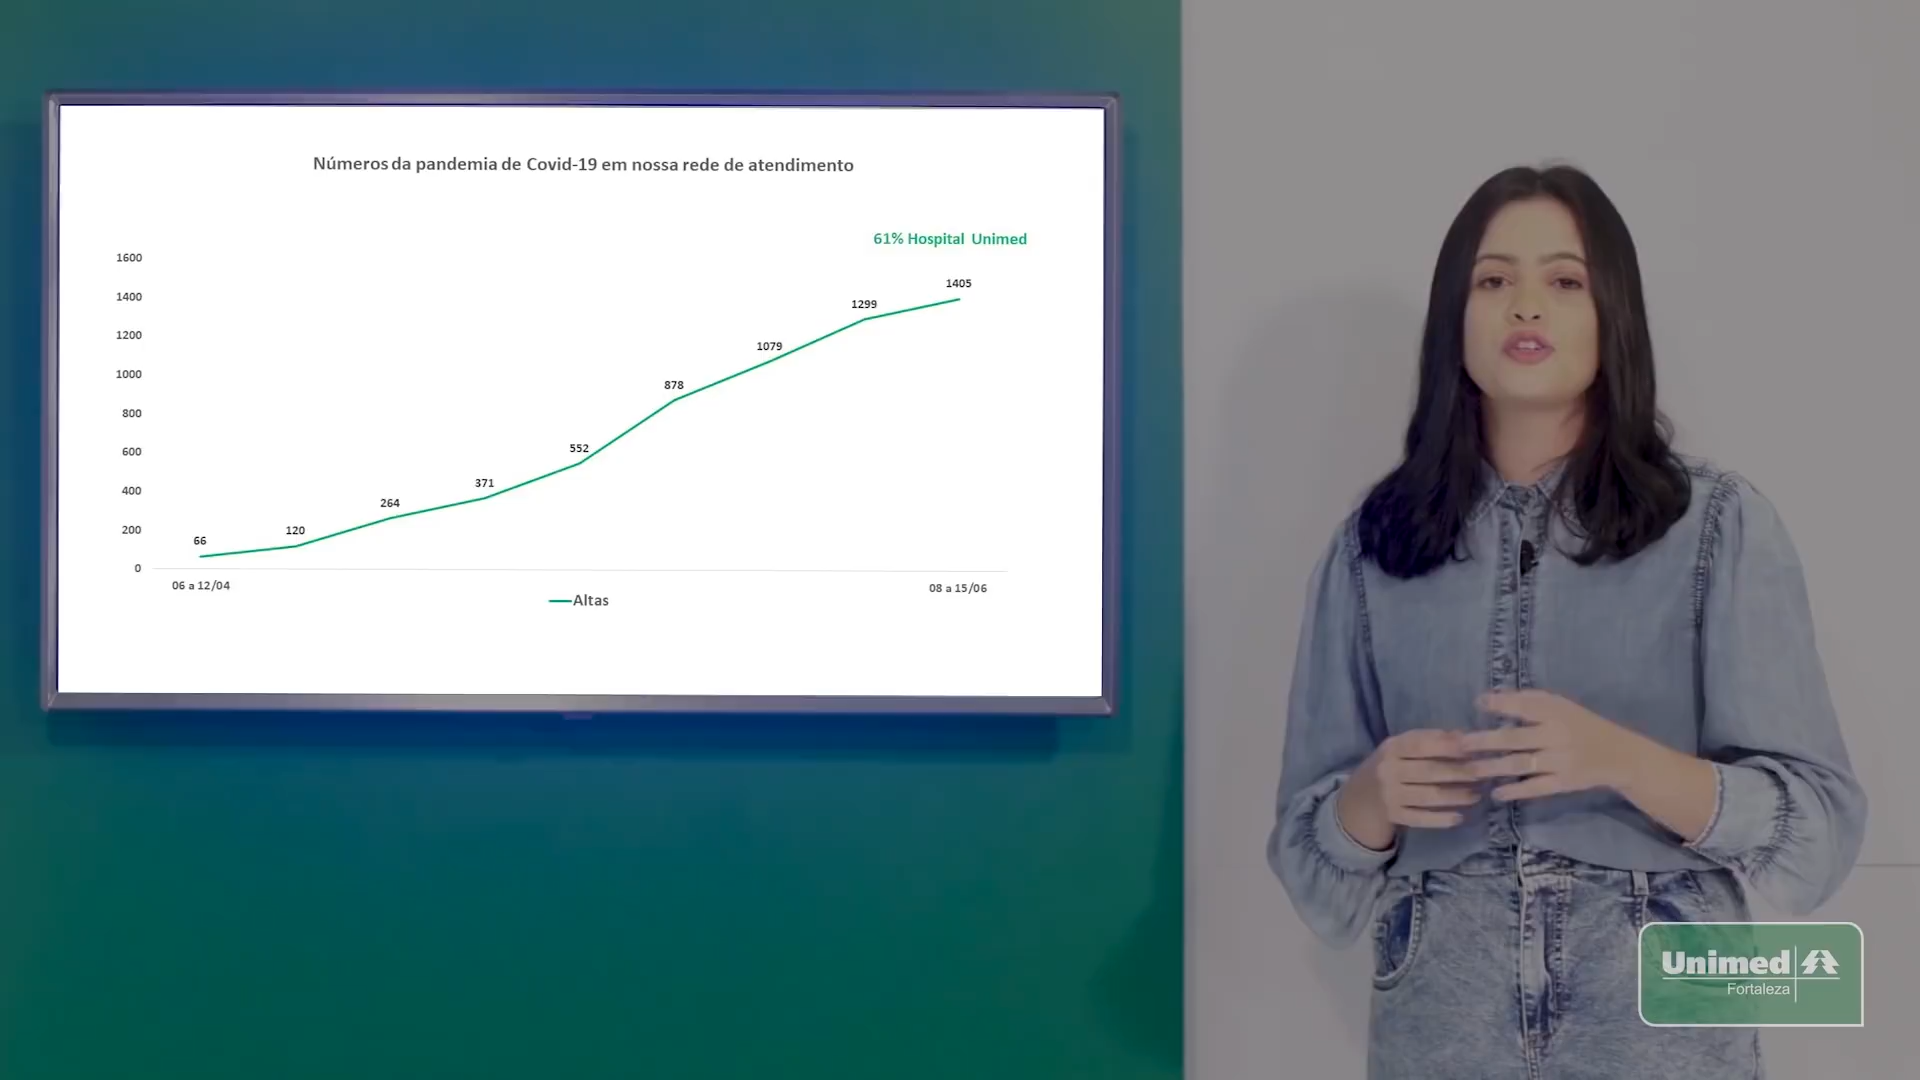 Números da pandemia de Covid-19 em nossa rede de atendimento
61% Hospital Unimed
1600
1400
1200
1000
800
600
400
200
0
66
120
264
371
552
878
1079
1299
1405
06 a 12/04
08 a 15/06
Altas
Unimed
Fortaleza